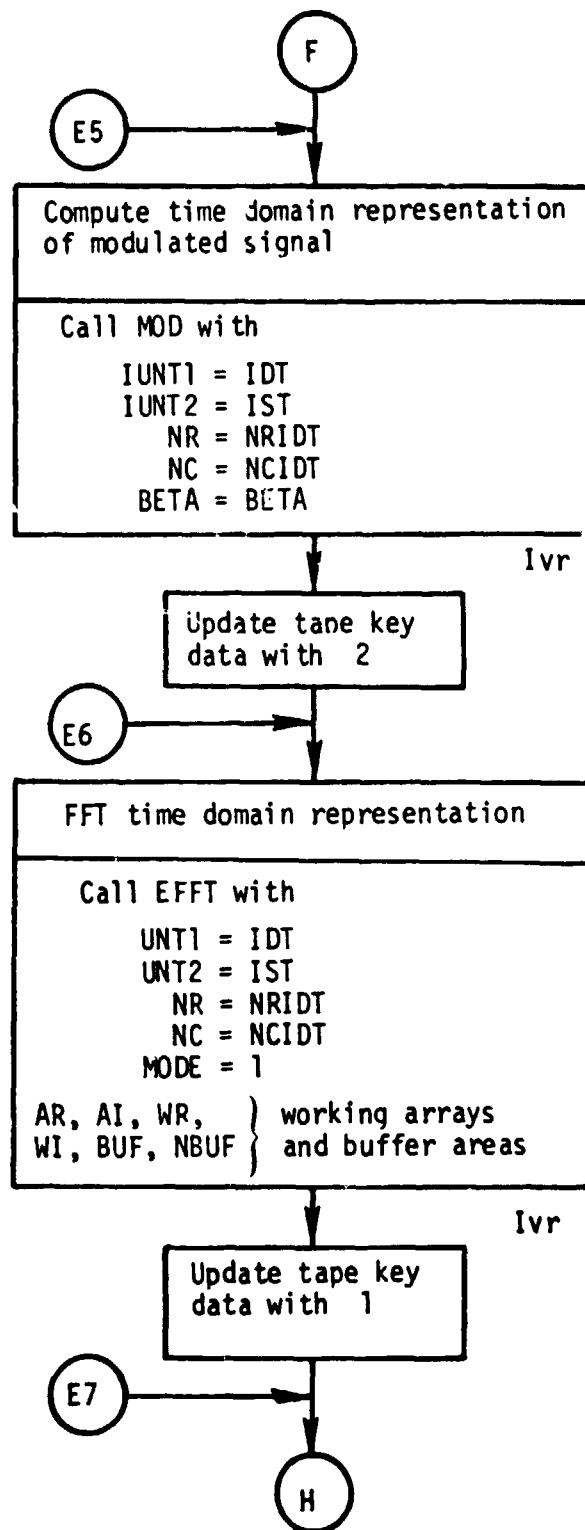 F
E5
Compute time domain representation
of modulated signal
Call MOD with
IUNT1 = IDT
IUNT2 = IST
NR = NRIDT
NC = NCIDT
BETA = BETA
Ivr
Update tape key
data with 2
E6
FFT time domain representation
Call EFFT with
UNT1 = IDT
UNT2 = IST
NR = NRIDT
NC = NCIDT
MODE = 1
AR, AI, WR, } working arrays
WI, BUF, NBUF } and buffer areas
Ivr
Update tape key
data with 1
E7
H